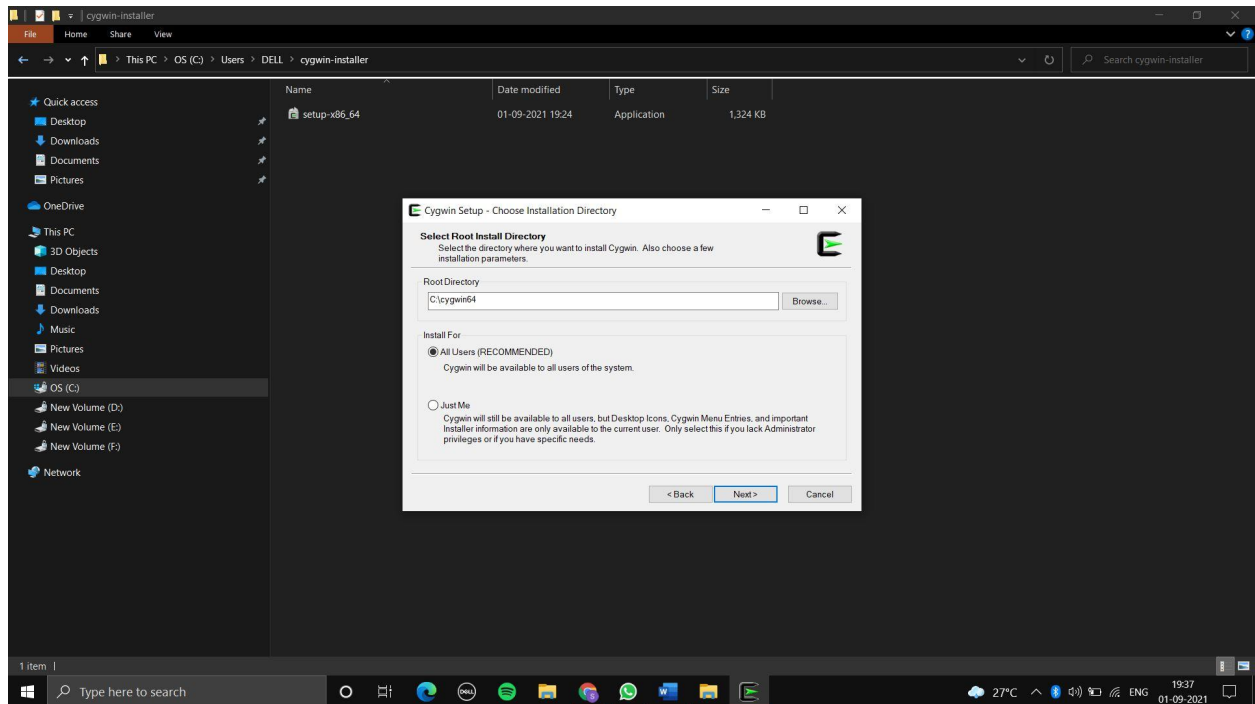 cygwin-installer
File Home Share View
This PC > OS (C:) > Users > DELL > cygwin-installer
Search cygwin-installer
Name Date modified Type Size
setup-x86_64 01-09-2021 19:24 Application 1,324 KB
Quick access
Desktop
Downloads
Documents
Pictures
OneDrive
This PC
3D Objects
Desktop
Documents
Downloads
Music
Pictures
Videos
OS (C:)
New Volume (D:)
New Volume (E:)
New Volume (F:)
Network
Cygwin Setup - Choose Installation Directory
Select Root Install Directory
Select the directory where you want to install Cygwin. Also choose a few
installation parameters.
Root Directory
C:\cygwin64
Browse...
Install For
All Users (RECOMMENDED)
Cygwin will be available to all users of the system.
Just Me
Cygwin will still be available to all users, but Desktop Icons, Cygwin Menu Entries, and important
Installer information are only available to the current user. Only select this if you lack Administrator
privileges or if you have specific needs.
< Back Next > Cancel
1 item
Type here to search
DELL
27°C ENG 19:37
01-09-2021